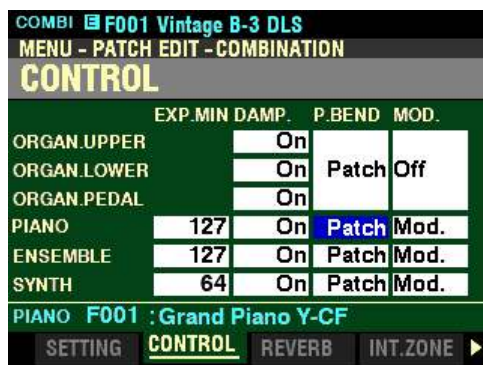 COMBI E F001 Vintage B-3 DLS
MENU - PATCH EDIT - COMBINATION
CONTROL
EXP.MIN DAMP. P.BEND MOD.
ORGAN.UPPER On
ORGAN.LOWER On Patch Off
ORGAN.PEDAL On
PIANO 127 On Patch Mod.
ENSEMBLE 127 On Patch Mod.
SYNTH 64 On Patch Mod.
PIANO F001 :Grand Piano Y-CF
SETTING CONTROL REVERB INT.ZONE